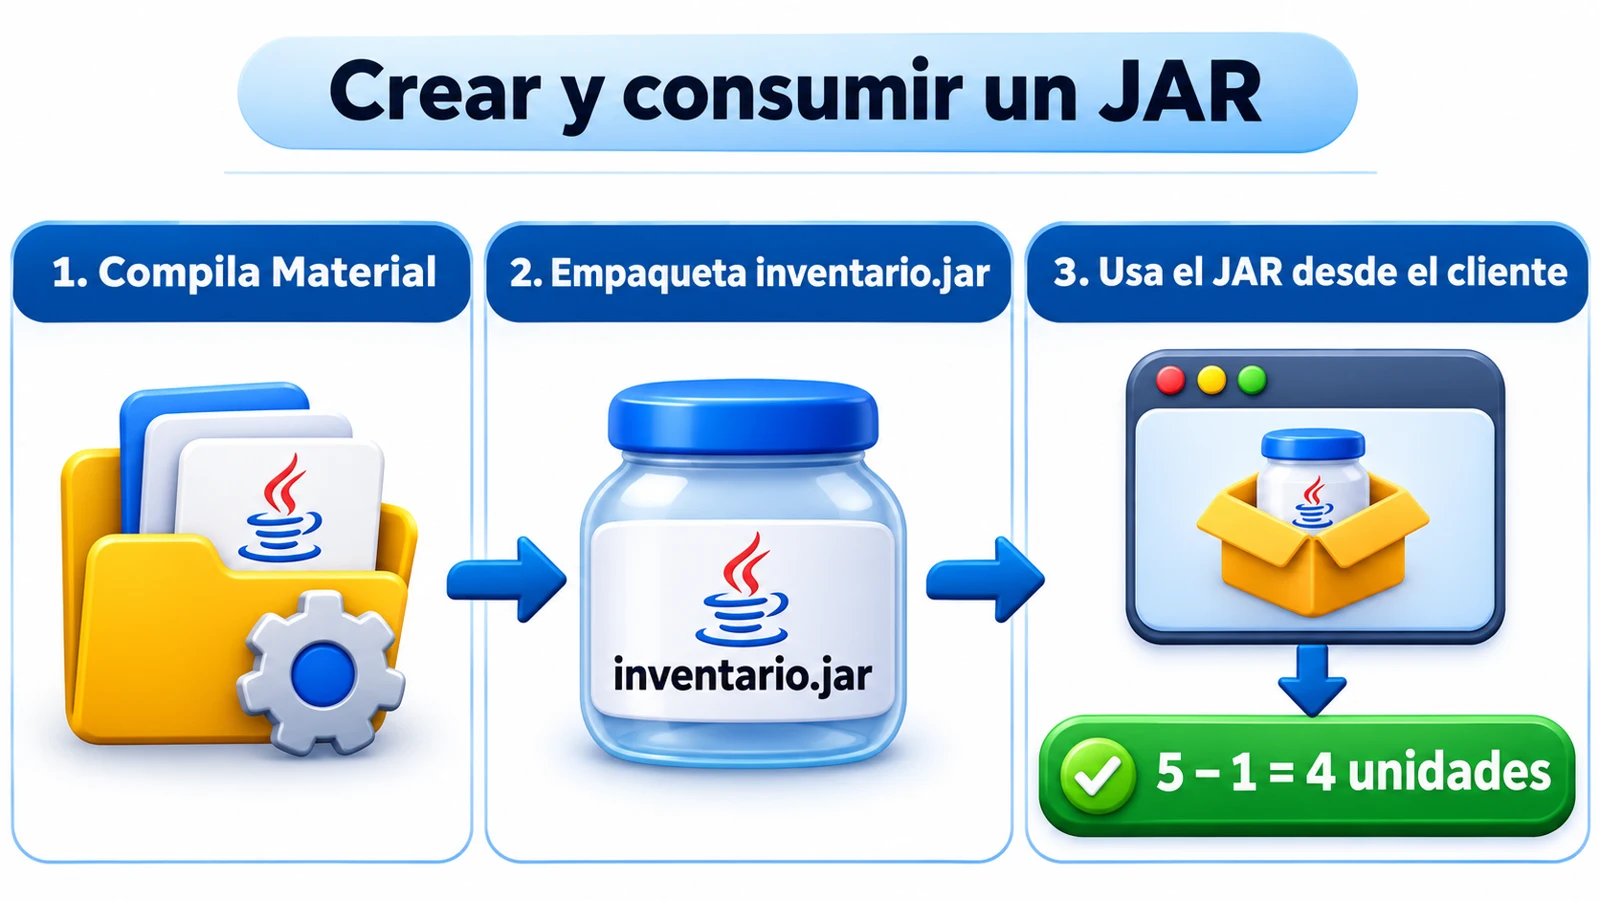 Crear y consumir un JAR
1. Compila Material
2. Empaqueta inventario.jar
3. Usa el JAR desde el cliente
inventario.jar
5 – 1 = 4 unidades